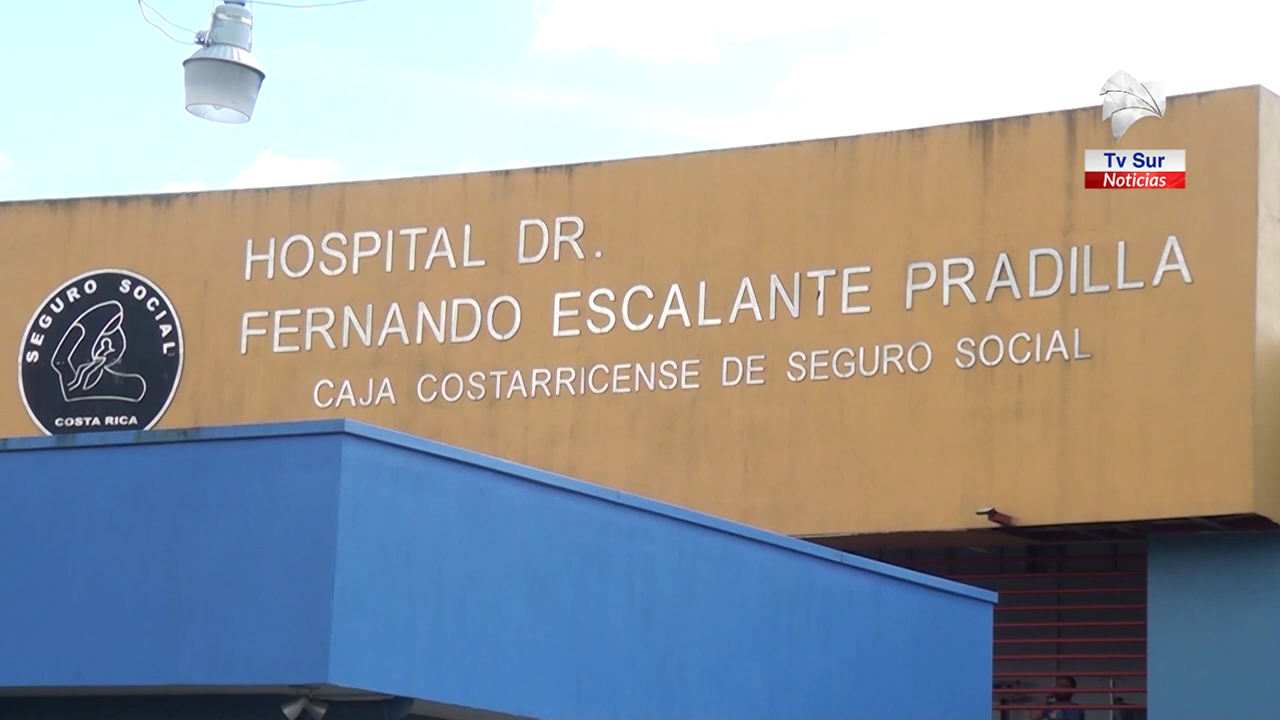 Tv Sur
Noticias
HOSPITAL DR.
FERNANDO ESCALANTE PRADILLA
CAJA COSTARRICENSE DE SEGURO SOCIAL
SEGURO SOCIAL
COSTA RICA